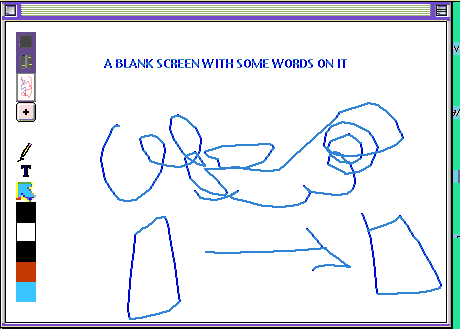 A BLANK SCREEN WITH SOME WORDS ON IT
T